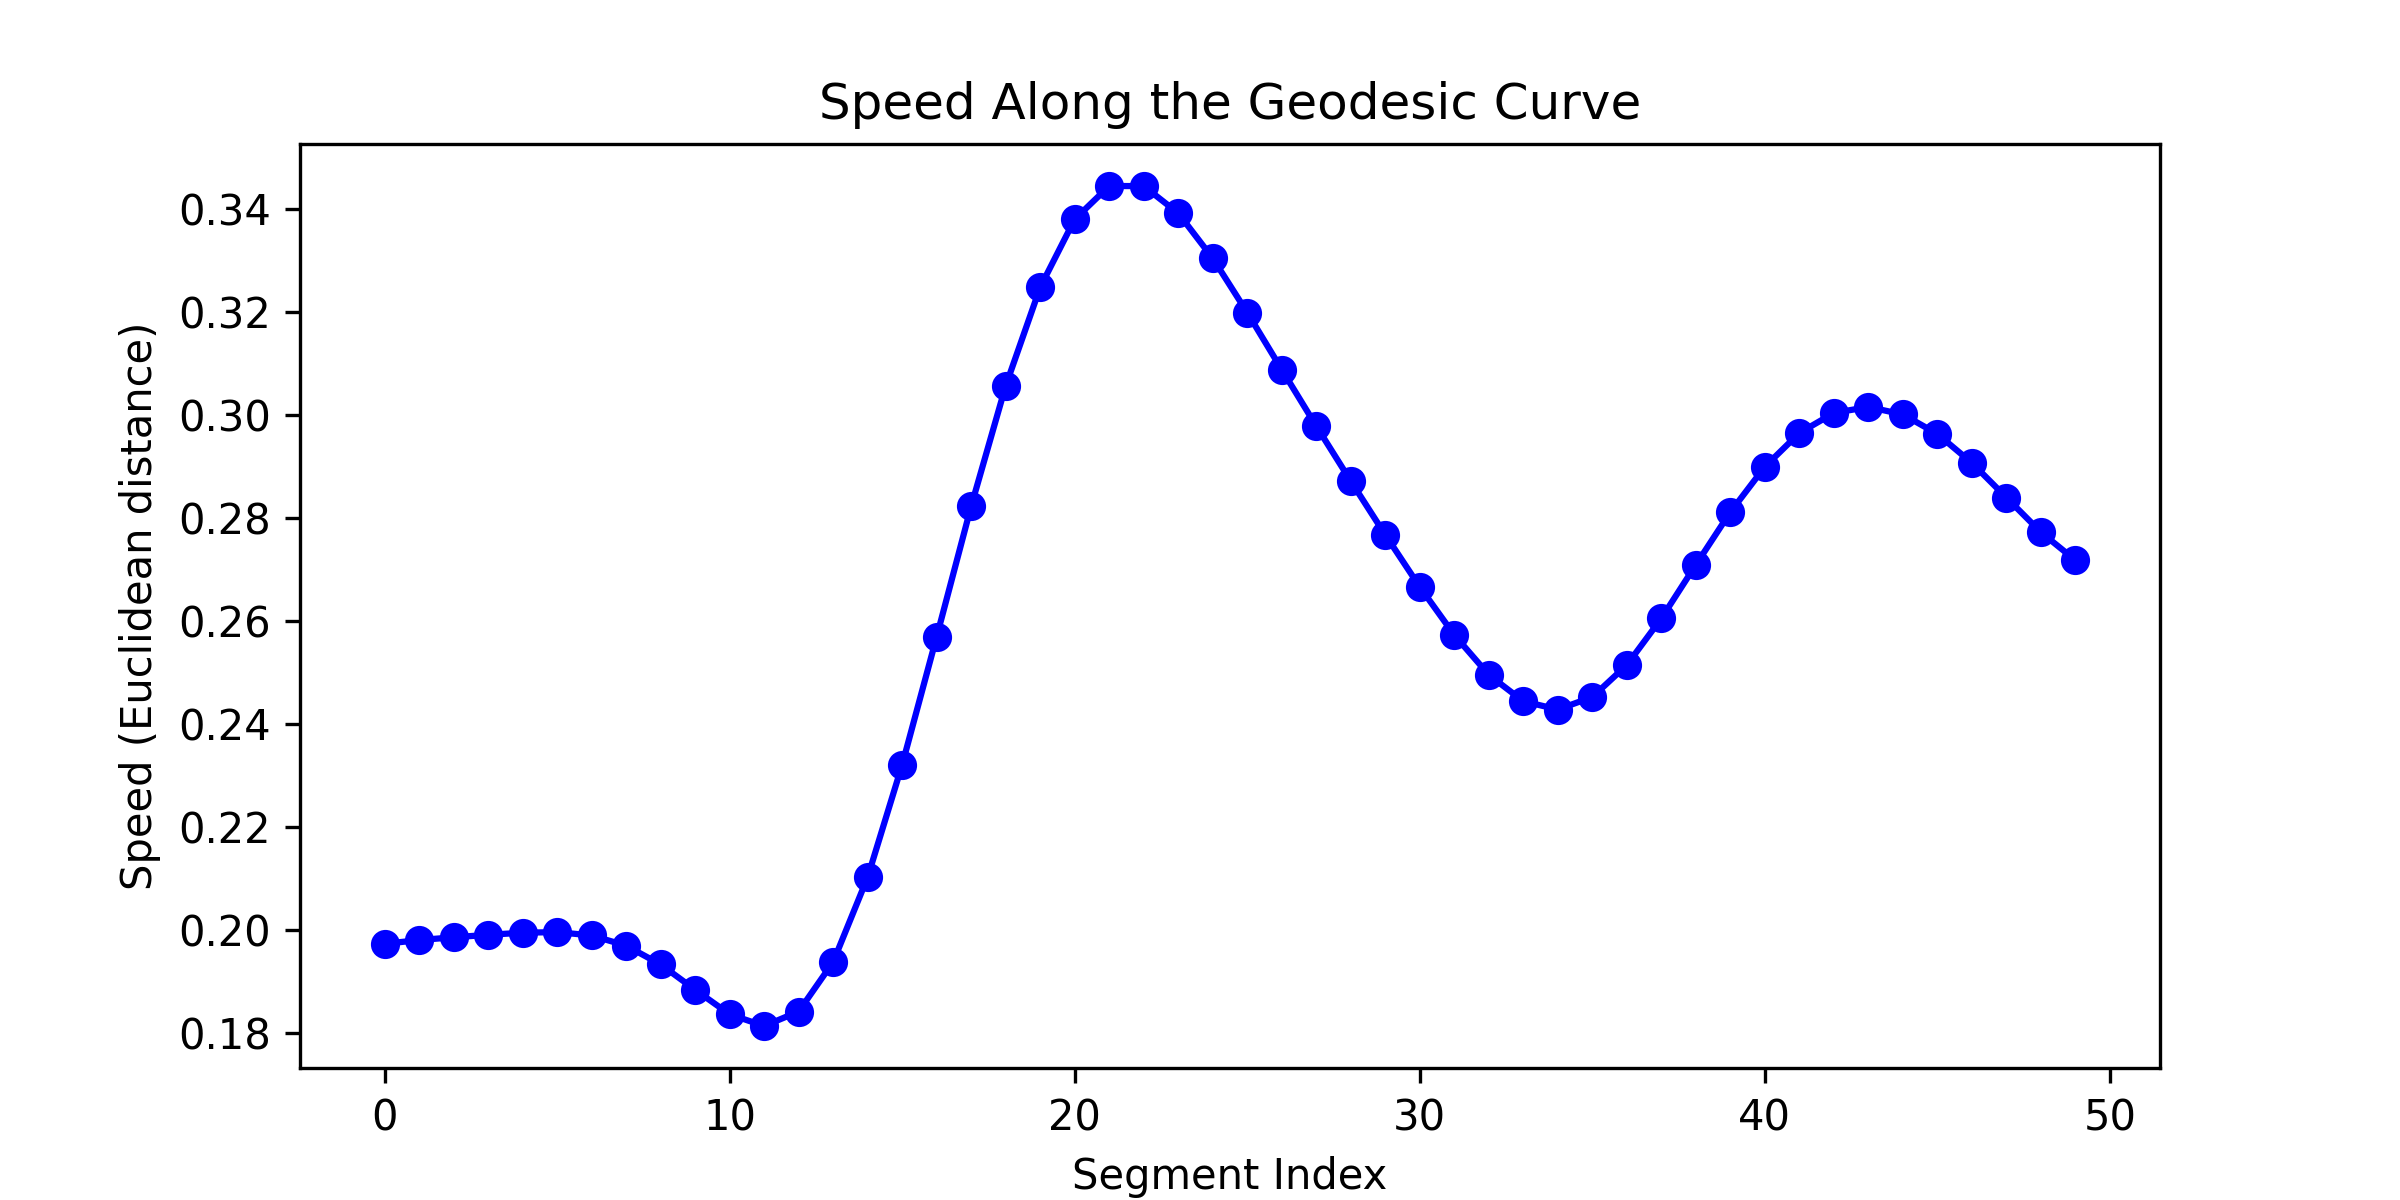 Speed Along the Geodesic Curve
Speed (Euclidean distance)
0.34
0.32
0.30
0.28
0.26
0.24
0.22
0.20
0.18
0 10 20 30 40 50
Segment Index